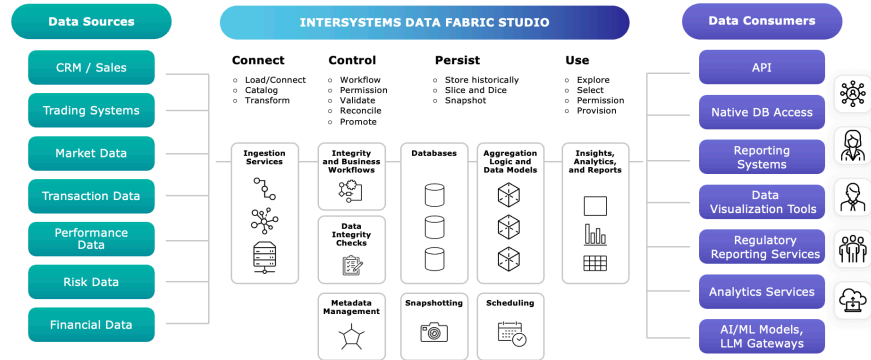 Data Sources
INTERSYSTEMS DATA FABRIC STUDIO
Data Consumers
CRM / Sales
Trading Systems
Market Data
Transaction Data
Performance
Data
Risk Data
Financial Data
Connect
Load/Connect
Catalog
Transform
Control
Workflow
Permission
Validate
Reconcile
Promote
Persist
Store historically
Slice and Dice
Snapshot
Use
Explore
Select
Permission
Provision
Ingestion
Services
Integrity
and Business
Workflows
Data
Integrity
Checks
Metadata
Management
Databases
Snapshotting
Aggregation
Logic and
Data Models
Scheduling
Insights,
Analytics,
and Reports
API
Native DB Access
Reporting
Systems
Data
Visualization Tools
Regulatory
Reporting Services
Analytics Services
AI/ML Models,
LLM Gateways